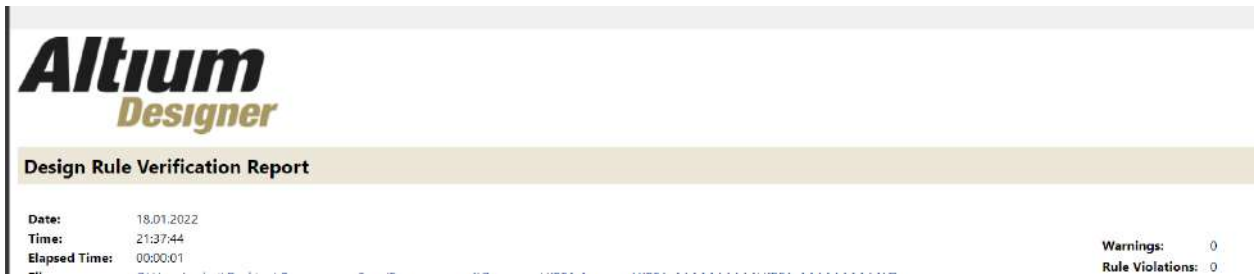 Altium
Designer
Design Rule Verification Report
Date: 18.01.2022
Time: 21:37:44
Elapsed Time: 00:00:01
Warnings: 0
Rule Violations: 0